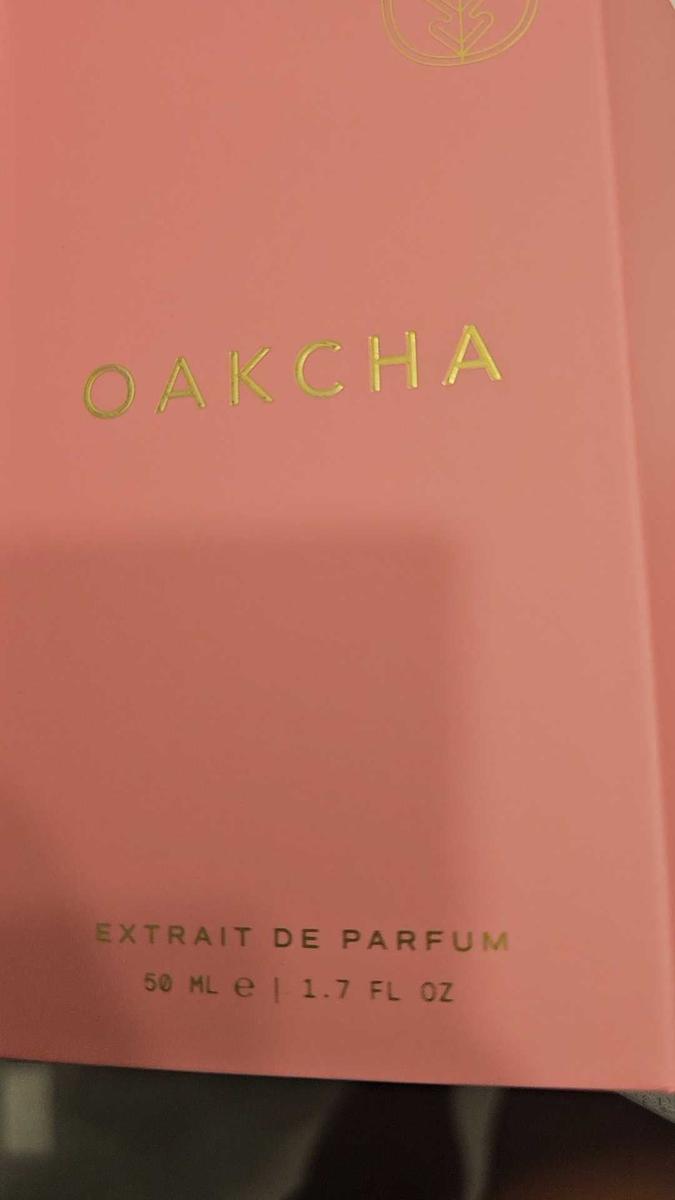 OAKCHA
EXTRAIT DE PARFUM
50 ML ℮ | 1.7 FL OZ